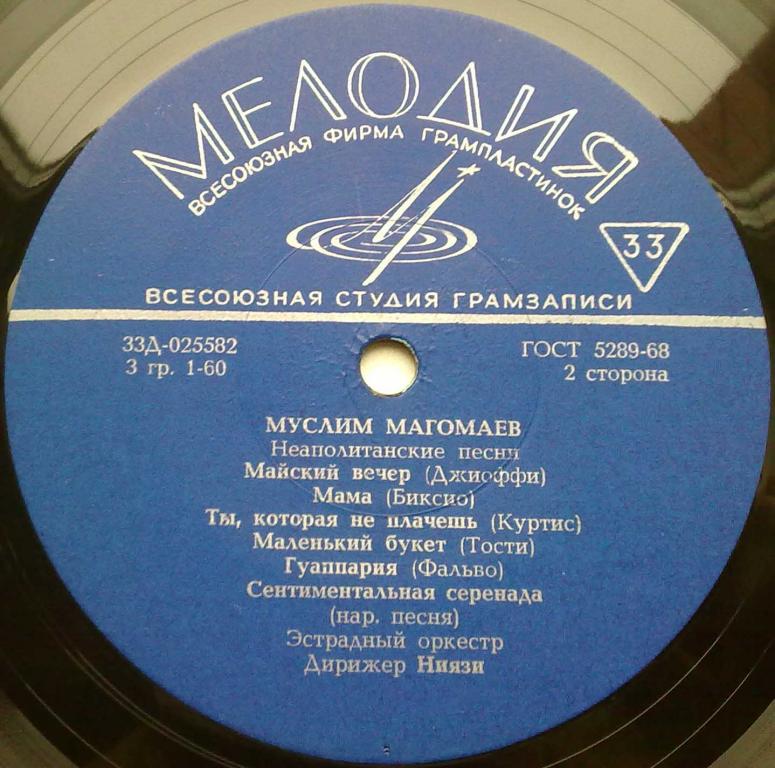 МЕЛОДИЯ
ВСЕСОЮЗНАЯ ФИРМА ГРАМПЛАСТИНОК
33
ВСЕСОЮЗНАЯ СТУДИЯ ГРАМЗАПИСИ
33Д-025582
ГОСТ 5289-68
3 гр. 1-60
2 сторона
МУСЛИМ МАГОМАЕВ
Неаполитанские песни
Майский вечер (Джиоффи)
Мама (Биксио)
Ты, которая не плачешь (Куртис)
Маленький букет (Тости)
Гуаппария (Фальво)
Сентиментальная серенада
(нар. песня)
Эстрадный оркестр
Дирижер Ниязи